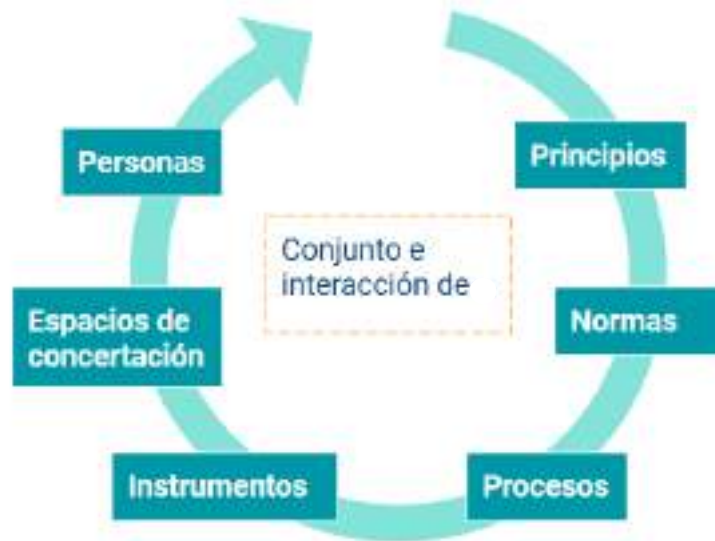 Principios
Normas
Procesos
Instrumentos
Espacios de
concertación
Personas
Conjunto e
interacción de